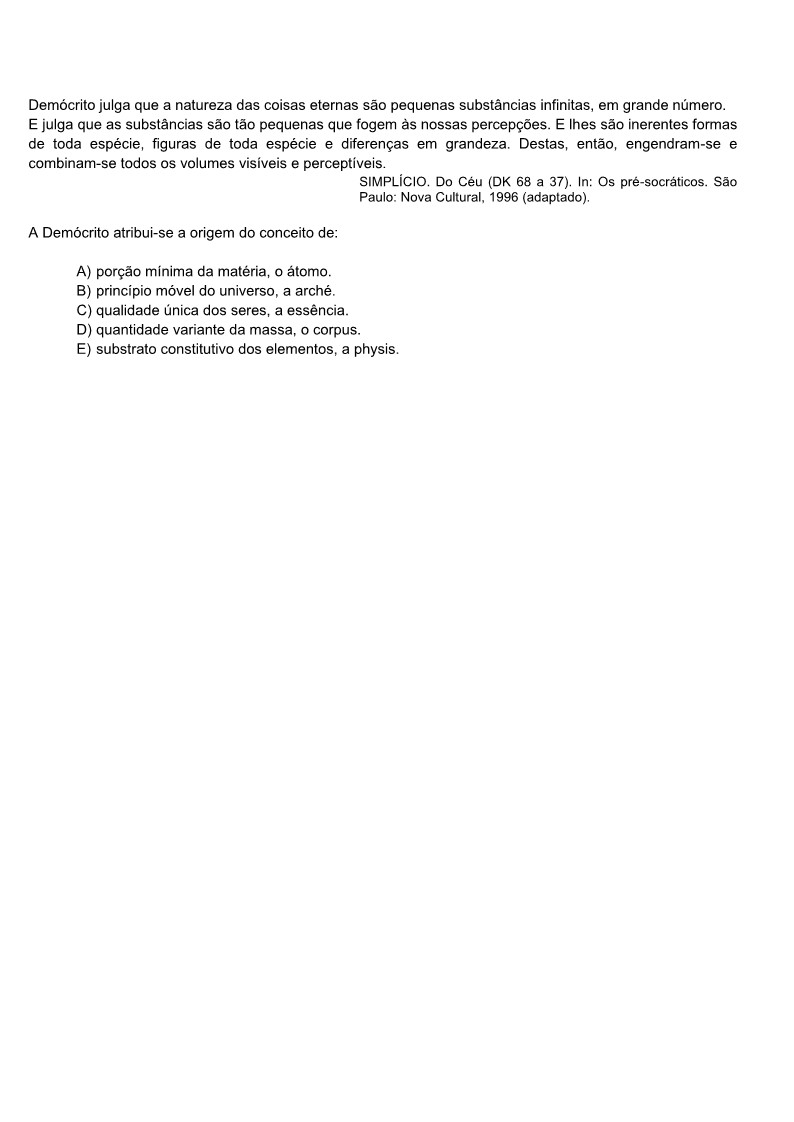 Demócrito julga que a natureza das coisas eternas são pequenas substâncias infinitas, em grande número.
E julga que as substâncias são tão pequenas que fogem às nossas percepções. E lhes são inerentes formas
de toda espécie, figuras de toda espécie e diferenças em grandeza. Destas, então, engendram-se e
combinam-se todos os volumes visíveis e perceptíveis.
SIMPLÍCIO. Do Céu (DK 68 a 37). In: Os pré-socráticos. São
Paulo: Nova Cultural, 1996 (adaptado).
A Demócrito atribui-se a origem do conceito de:
A) porção mínima da matéria, o átomo.
B) princípio móvel do universo, a arché.
C) qualidade única dos seres, a essência.
D) quantidade variante da massa, o corpus.
E) substrato constitutivo dos elementos, a physis.